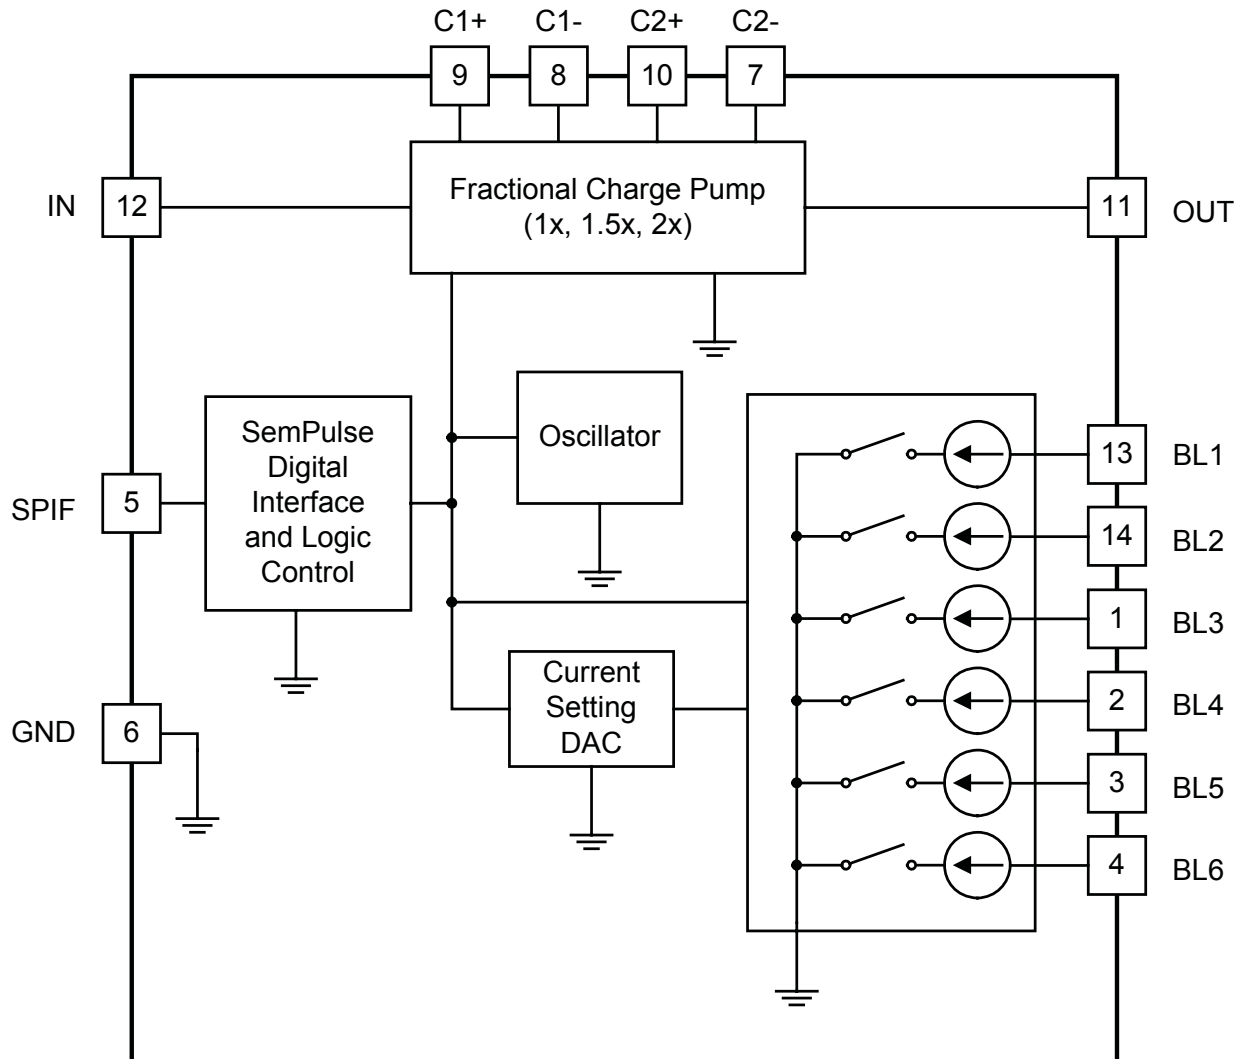 C1+ C1- C2+ C2-
9 8 10 7
IN 12
Fractional Charge Pump
(1x, 1.5x, 2x)
11 OUT
SPIF 5
SemPulse
Digital
Interface
and Logic
Control
Oscillator
13 BL1
14 BL2
1 BL3
2 BL4
3 BL5
4 BL6
Current
Setting
DAC
GND 6